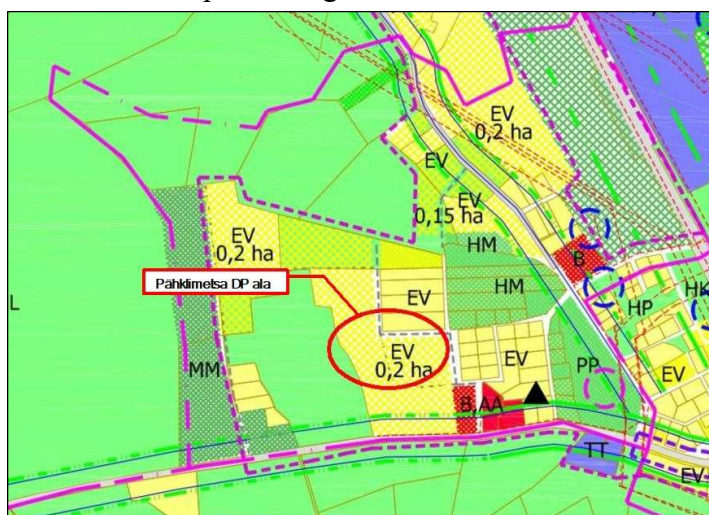 EV
0,2 ha
EV
EV
0,15 ha
EV
0,2 ha
HM
B
Pähklimetsa DP ala
EV
HM
HP
HK
L
EV
0,2 ha
EV
PP
EV
MM
B,AA
TT
EV